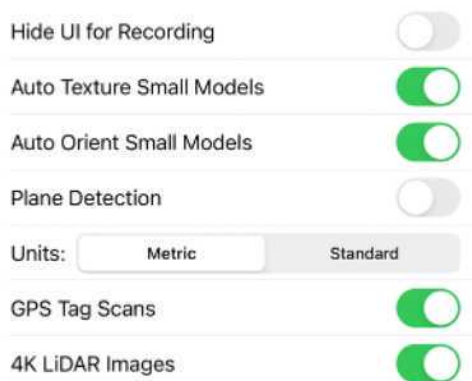 Hide UI for Recording
Auto Texture Small Models
Auto Orient Small Models
Plane Detection
Units: Metric Standard
GPS Tag Scans
4K LiDAR Images